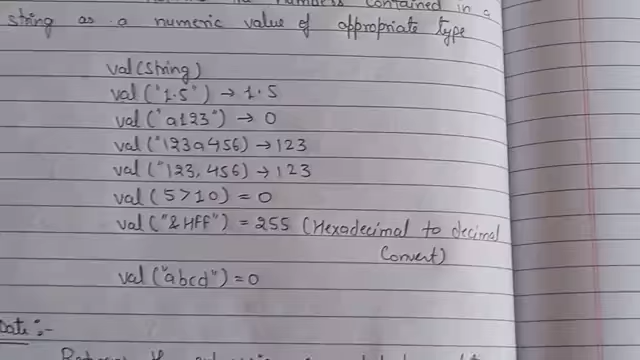 contained in a
string as a numeric value of appropriate type
val(string)
val("1.5") → 1.5
val("a123") → 0
val("123a456) → 123
val("123,456) → 123
val(5>10) = 0
val("&Hff") = 255 (Hexadecimal to decimal
Convert)
val("abcd") = 0
Date :-